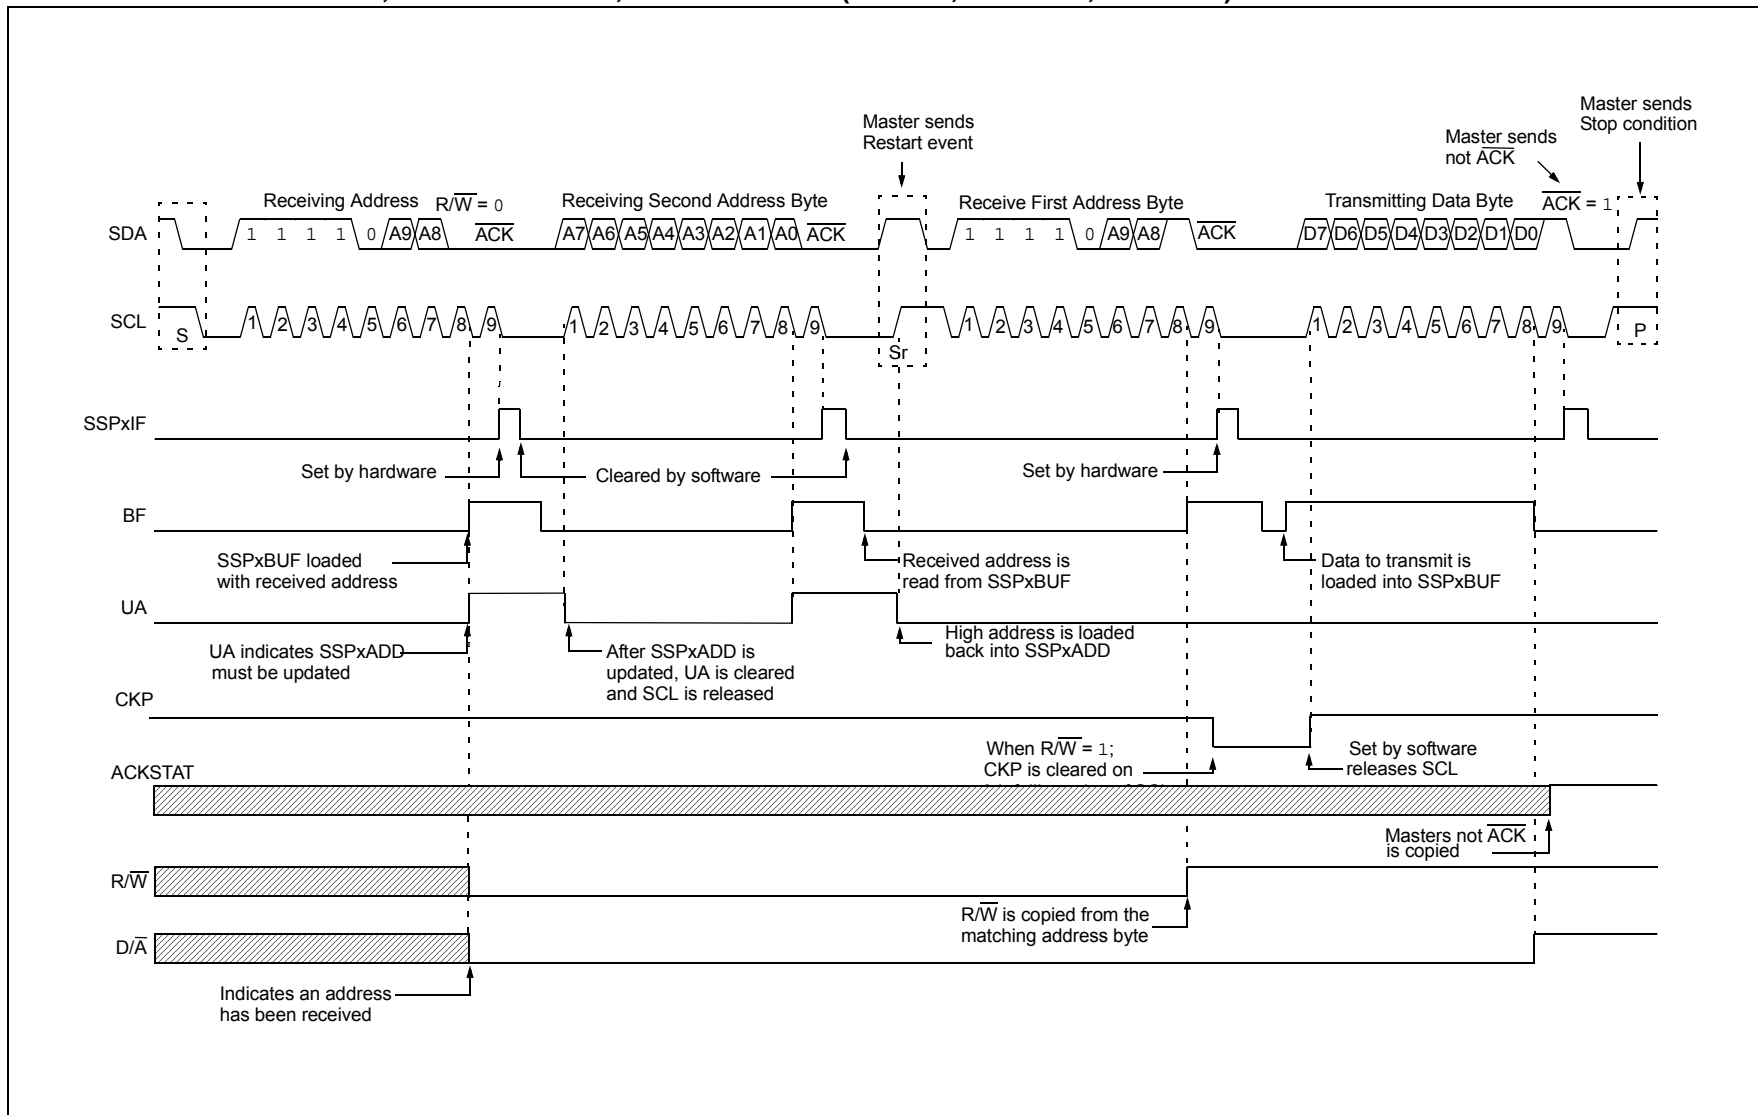 Master sends
Stop condition
Master sends
Restart event
Master sends
not A̅C̅K̅
Receiving Address R/W̅ = 0
Receiving Second Address Byte
Receive First Address Byte
Transmitting Data Byte
A̅C̅K̅ = 1
SDA
1 1 1 1 0 A9 A8 A̅C̅K̅
A7 A6 A5 A4 A3 A2 A1 A0 A̅C̅K̅
1 1 1 1 0 A9 A8 A̅C̅K̅
D7 D6 D5 D4 D3 D2 D1 D0
SCL
S
1 2 3 4 5 6 7 8 9
1 2 3 4 5 6 7 8 9
Sr
1 2 3 4 5 6 7 8 9
1 2 3 4 5 6 7 8 9
P
SSPxIF
Set by hardware
Cleared by software
Set by hardware
BF
SSPxBUF loaded
with received address
Received address is
read from SSPxBUF
Data to transmit is
loaded into SSPxBUF
UA
UA indicates SSPxADD
must be updated
After SSPxADD is
updated, UA is cleared
and SCL is released
High address is loaded
back into SSPxADD
CKP
When R/W̅ = 1;
CKP is cleared on
Set by software
releases SCL
ACKSTAT
Masters not A̅C̅K̅
is copied
R/W̅
R/W̅ is copied from the
matching address byte
D/A̅
Indicates an address
has been received